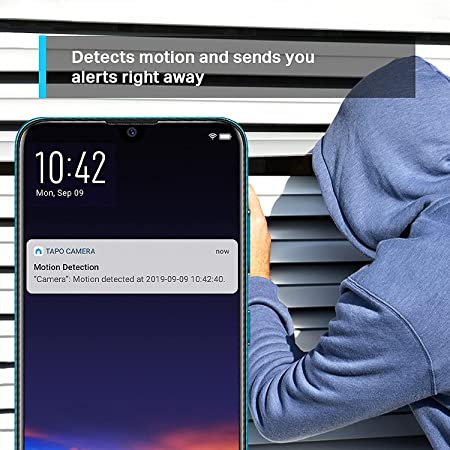 Detects motion and sends you
alerts right away
10:42
Mon, Sep 09
TAPO CAMERA
now
Motion Detection
"Camera": Motion detected at 2019-09-09 10:42:40.